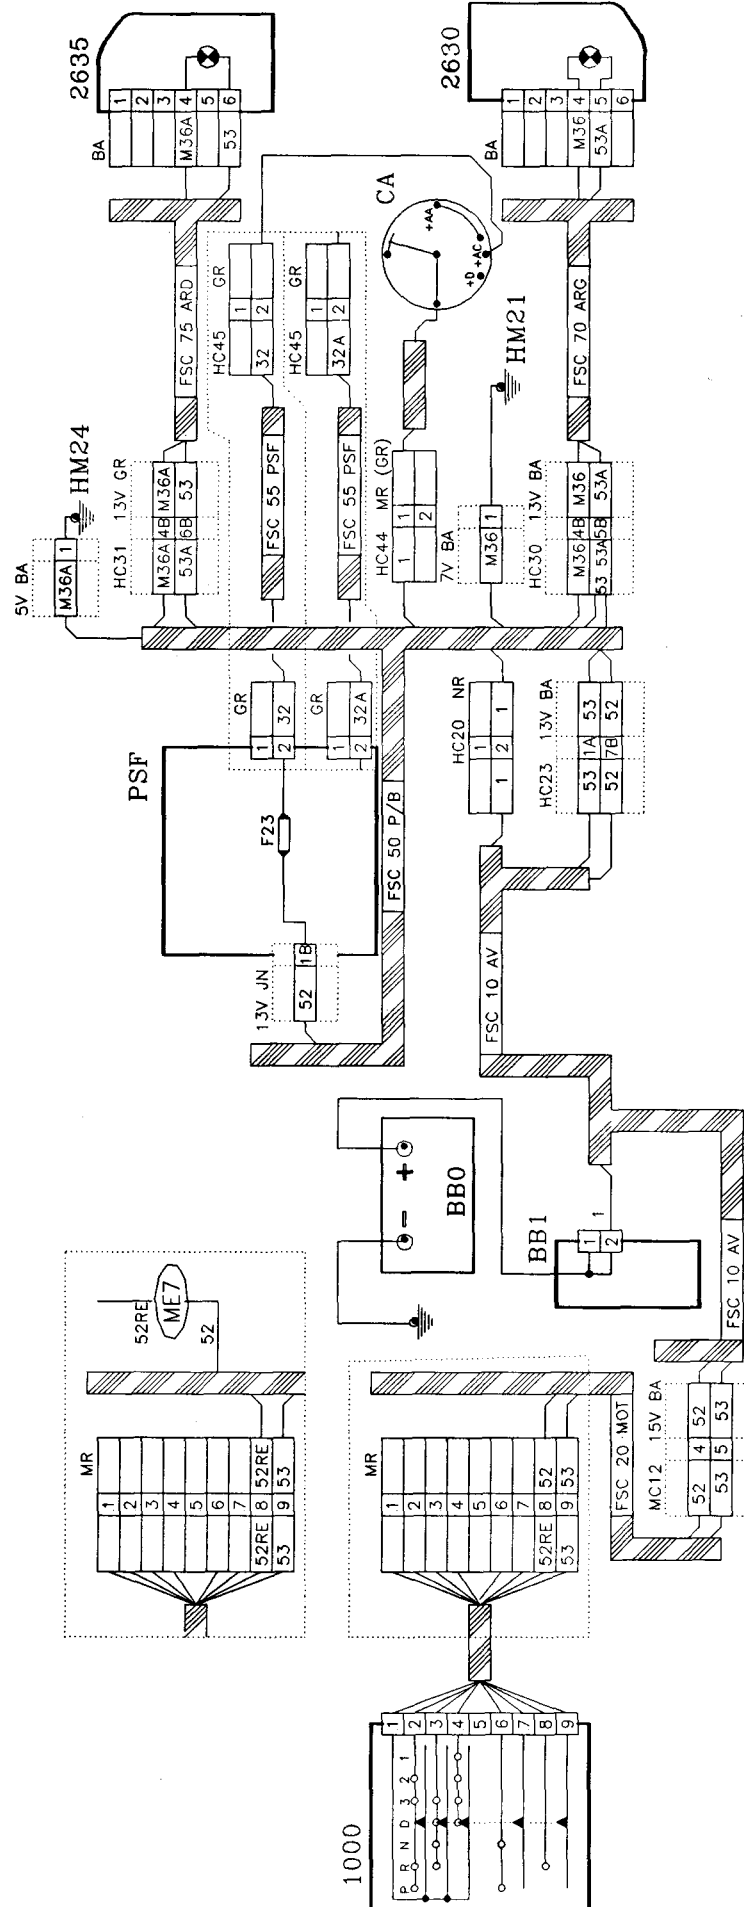 2635
BA
1
2
3
M36A 4
5
53 6
2630
BA
1
2
3
M36 4
53A 5
6
FSC 75 ARD
HM24
5V BA
M36A 1
HC31 13V GR
M36A 4B M36A
53A 6B 53
HC45 GR
1
32 2
HC45 GR
1
32A 2
FSC 55 PSF
FSC 55 PSF
CA
+AA
+AC
+D
HC44 MR (GR)
1 1
2
HM21
7V BA
M36 1
FSC 70 ARG
HC30 13V BA
M36 4B M36
53 53A 5B 53A
PSF
GR
1
2 32
GR
1
2 32A
F23
13V JN
52 1B
FSC 50 P/B
HC20 NR
1
1 2 1
HC23 13V BA
53 1A 53
52 7B 52
FSC 10 AV
BB0
+
−
BB1
1
2
1
FSC 10 AV
MR
1
2
3
4
5
6
7
52RE 8 52RE
53 9 53
52RE
ME7
52
MR
1
2
3
4
5
6
7
52RE 8 52
53 9 53
FSC 20 MOT
MC12 15V BA
52 4 52
53 5 53
1000
P R N D 3 2 1
1
2
3
4
5
6
7
8
9